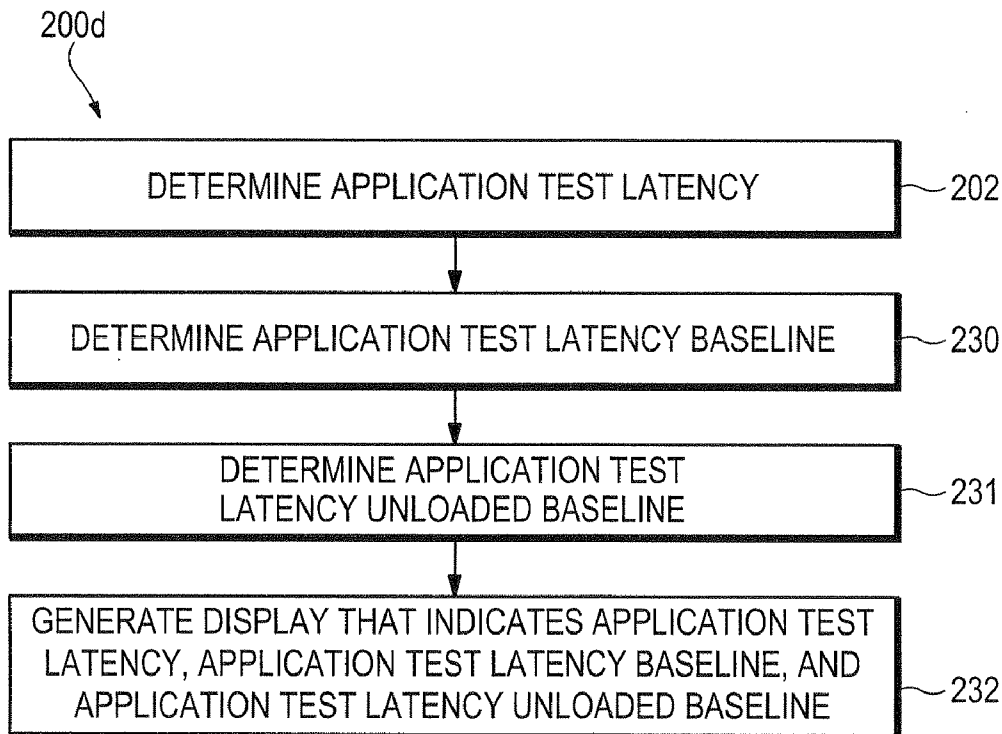 200d
DETERMINE APPLICATION TEST LATENCY
202
DETERMINE APPLICATION TEST LATENCY BASELINE
230
DETERMINE APPLICATION TEST
LATENCY UNLOADED BASELINE
231
GENERATE DISPLAY THAT INDICATES APPLICATION TEST
LATENCY, APPLICATION TEST LATENCY BASELINE, AND
APPLICATION TEST LATENCY UNLOADED BASELINE
232